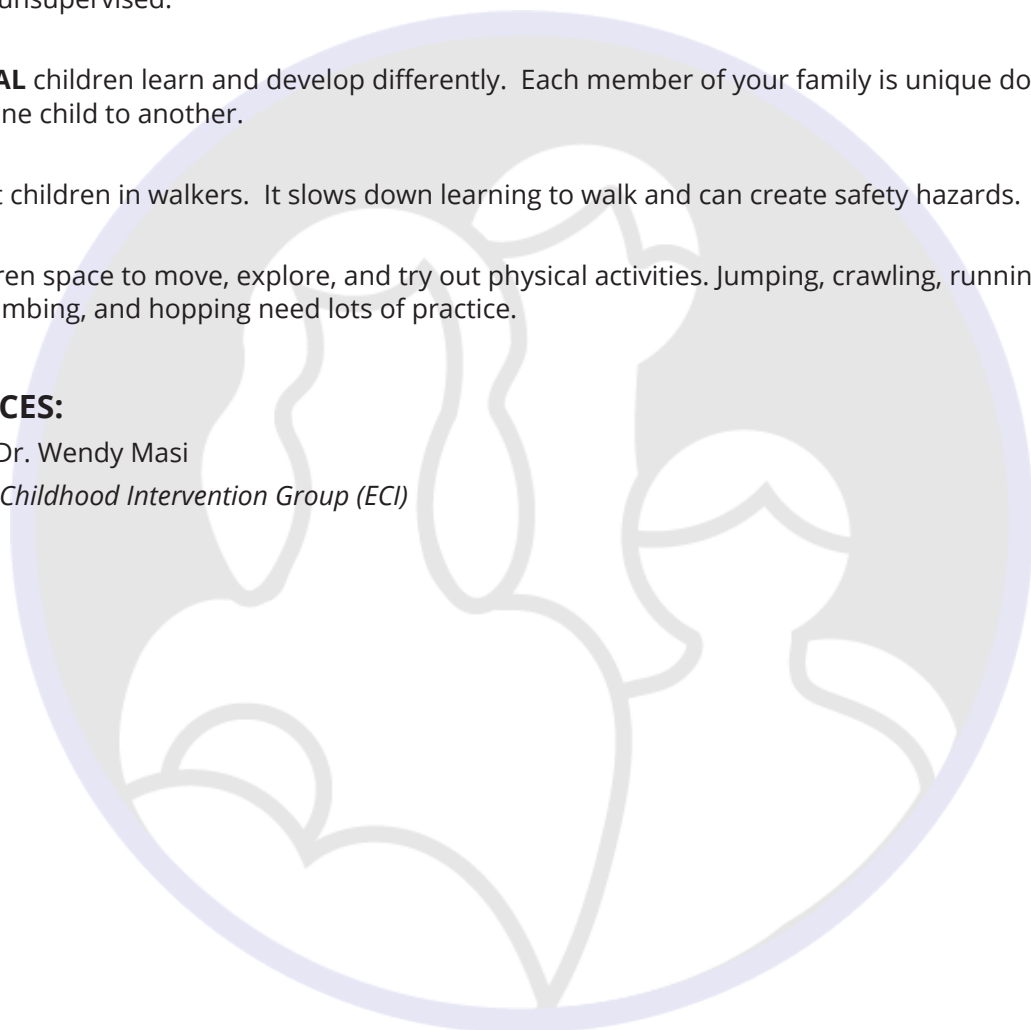 unsupervised.
AL children learn and develop differently.  Each member of your family is unique do
ne child to another.
t children in walkers.  It slows down learning to walk and can create safety hazards.
ren space to move, explore, and try out physical activities. Jumping, crawling, runnin
mbing, and hopping need lots of practice.
CES:
Dr. Wendy Masi
Childhood Intervention Group (ECI)